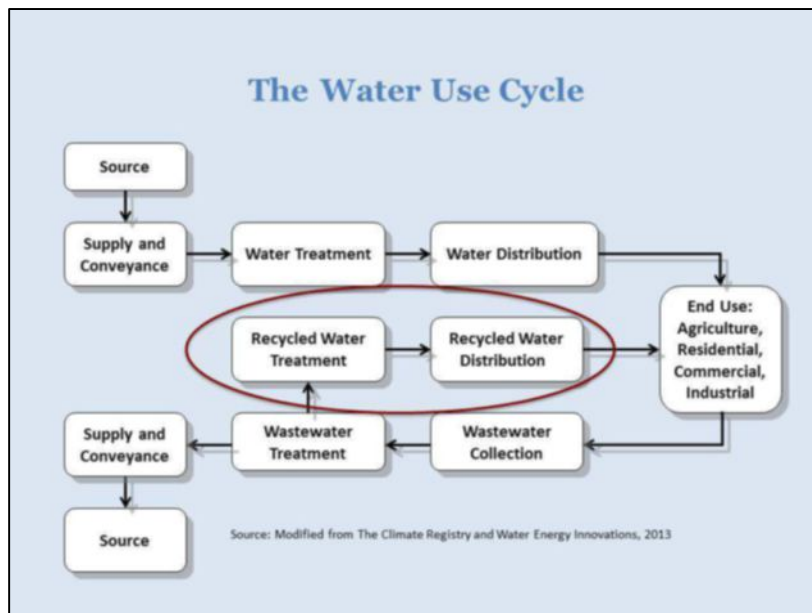 The Water Use Cycle
Source
Supply and
Conveyance
Water Treatment
Water Distribution
End Use:
Agriculture,
Residential,
Commercial,
Industrial
Recycled Water
Treatment
Recycled Water
Distribution
Supply and
Conveyance
Wastewater
Treatment
Wastewater
Collection
Source
Source: Modified from The Climate Registry and Water Energy Innovations, 2013